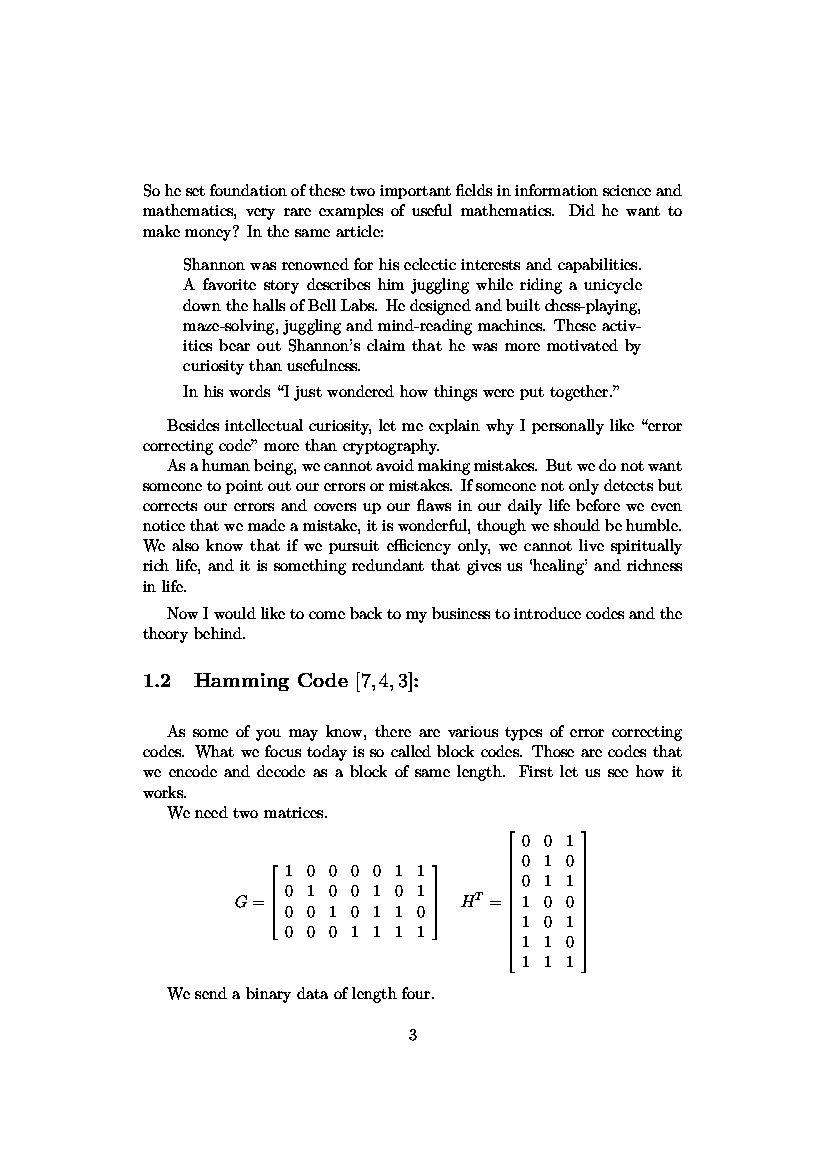 So he set foundation of these two important fields in information science and
mathematics, very rare examples of useful mathematics. Did he want to
make money? In the same article:
Shannon was renowned for his eclectic interests and capabilities.
A favorite story describes him juggling while riding a unicycle
down the halls of Bell Labs. He designed and built chess-playing,
maze-solving, juggling and mind-reading machines. These activ-
ities bear out Shannon's claim that he was more motivated by
curiosity than usefulness.
In his words “I just wondered how things were put together.”
Besides intellectual curiosity, let me explain why I personally like “error
correcting code” more than cryptography.
As a human being, we cannot avoid making mistakes. But we do not want
someone to point out our errors or mistakes. If someone not only detects but
corrects our errors and covers up our flaws in our daily life before we even
notice that we made a mistake, it is wonderful, though we should be humble.
We also know that if we pursuit efficiency only, we cannot live spiritually
rich life, and it is something redundant that gives us ‘healing’ and richness
in life.
Now I would like to come back to my business to introduce codes and the
theory behind.
1.2 Hamming Code [7, 4, 3]:
As some of you may know, there are various types of error correcting
codes. What we focus today is so called block codes. Those are codes that
we encode and decode as a block of same length. First let us see how it
works.
We need two matrices.
G =
1 0 0 0 0 1 1
0 1 0 0 1 0 1
0 0 1 0 1 1 0
0 0 0 1 1 1 1
H^T =
0 0 1
0 1 0
0 1 1
1 0 0
1 0 1
1 1 0
1 1 1
We send a binary data of length four.
3